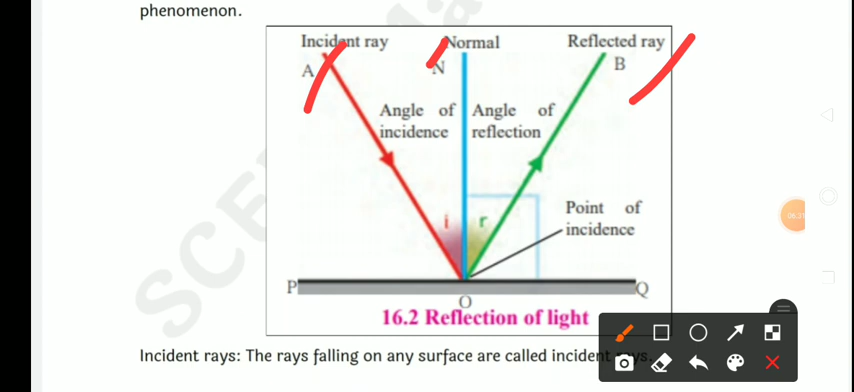 phenomenon.
Incident ray Normal Reflected ray
A N B
Angle of Angle of
incidence reflection
Point of
i r incidence
P O Q
16.2 Reflection of light
Incident rays: The rays falling on any surface are called incident rays.